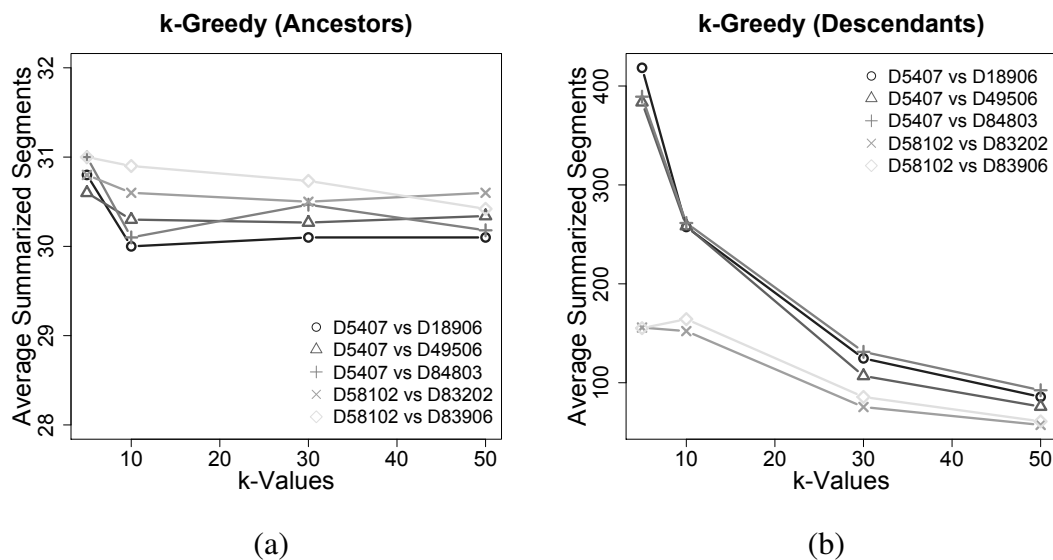 k-Greedy (Ancestors)
Average Summarized Segments
32
31
30
29
28
D5407 vs D18906
D5407 vs D49506
D5407 vs D84803
D58102 vs D83202
D58102 vs D83906
10 20 30 40 50
k-Values
(a)
k-Greedy (Descendants)
Average Summarized Segments
400
300
200
100
D5407 vs D18906
D5407 vs D49506
D5407 vs D84803
D58102 vs D83202
D58102 vs D83906
10 20 30 40 50
k-Values
(b)